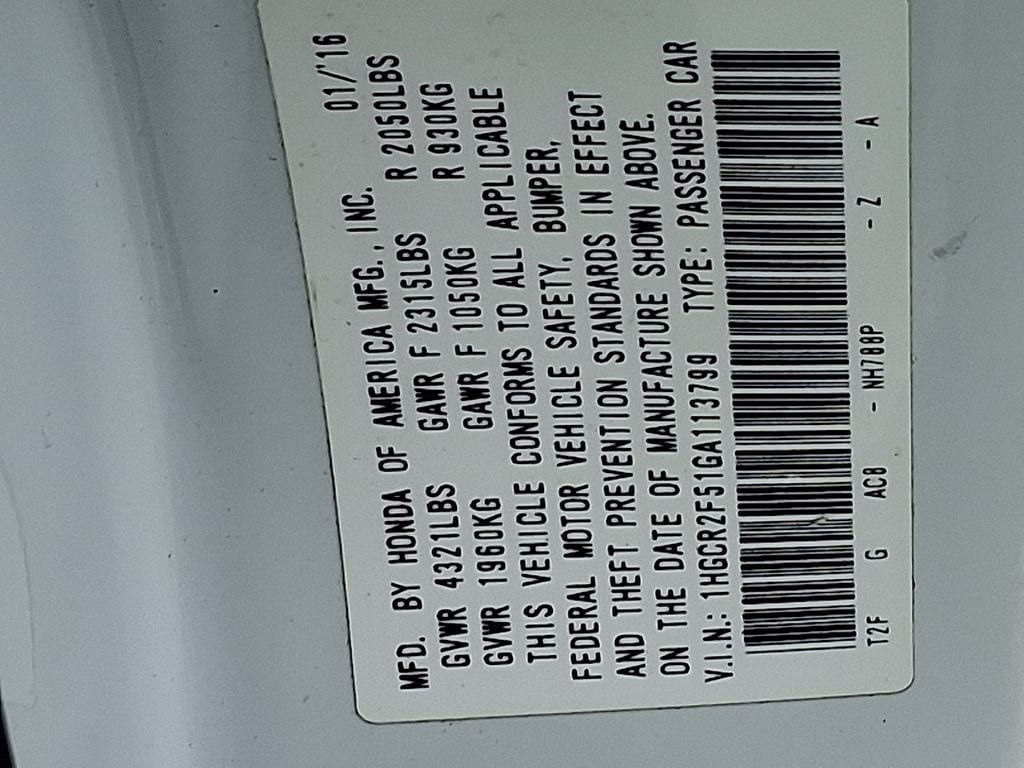 MFD. BY HONDA OF AMERICA MFG., INC. 01/'16
GVWR 4321LBS GAWR F 2315LBS R 2050LBS
GVWR 1960KG GAWR F 1050KG R 930KG
THIS VEHICLE CONFORMS TO ALL APPLICABLE
FEDERAL MOTOR VEHICLE SAFETY, BUMPER,
AND THEFT PREVENTION STANDARDS IN EFFECT
ON THE DATE OF MANUFACTURE SHOWN ABOVE.
V.I.N.: 1HGCR2F51GA113799 TYPE: PASSENGER CAR
T2F G AC8 - NH788P - Z - A